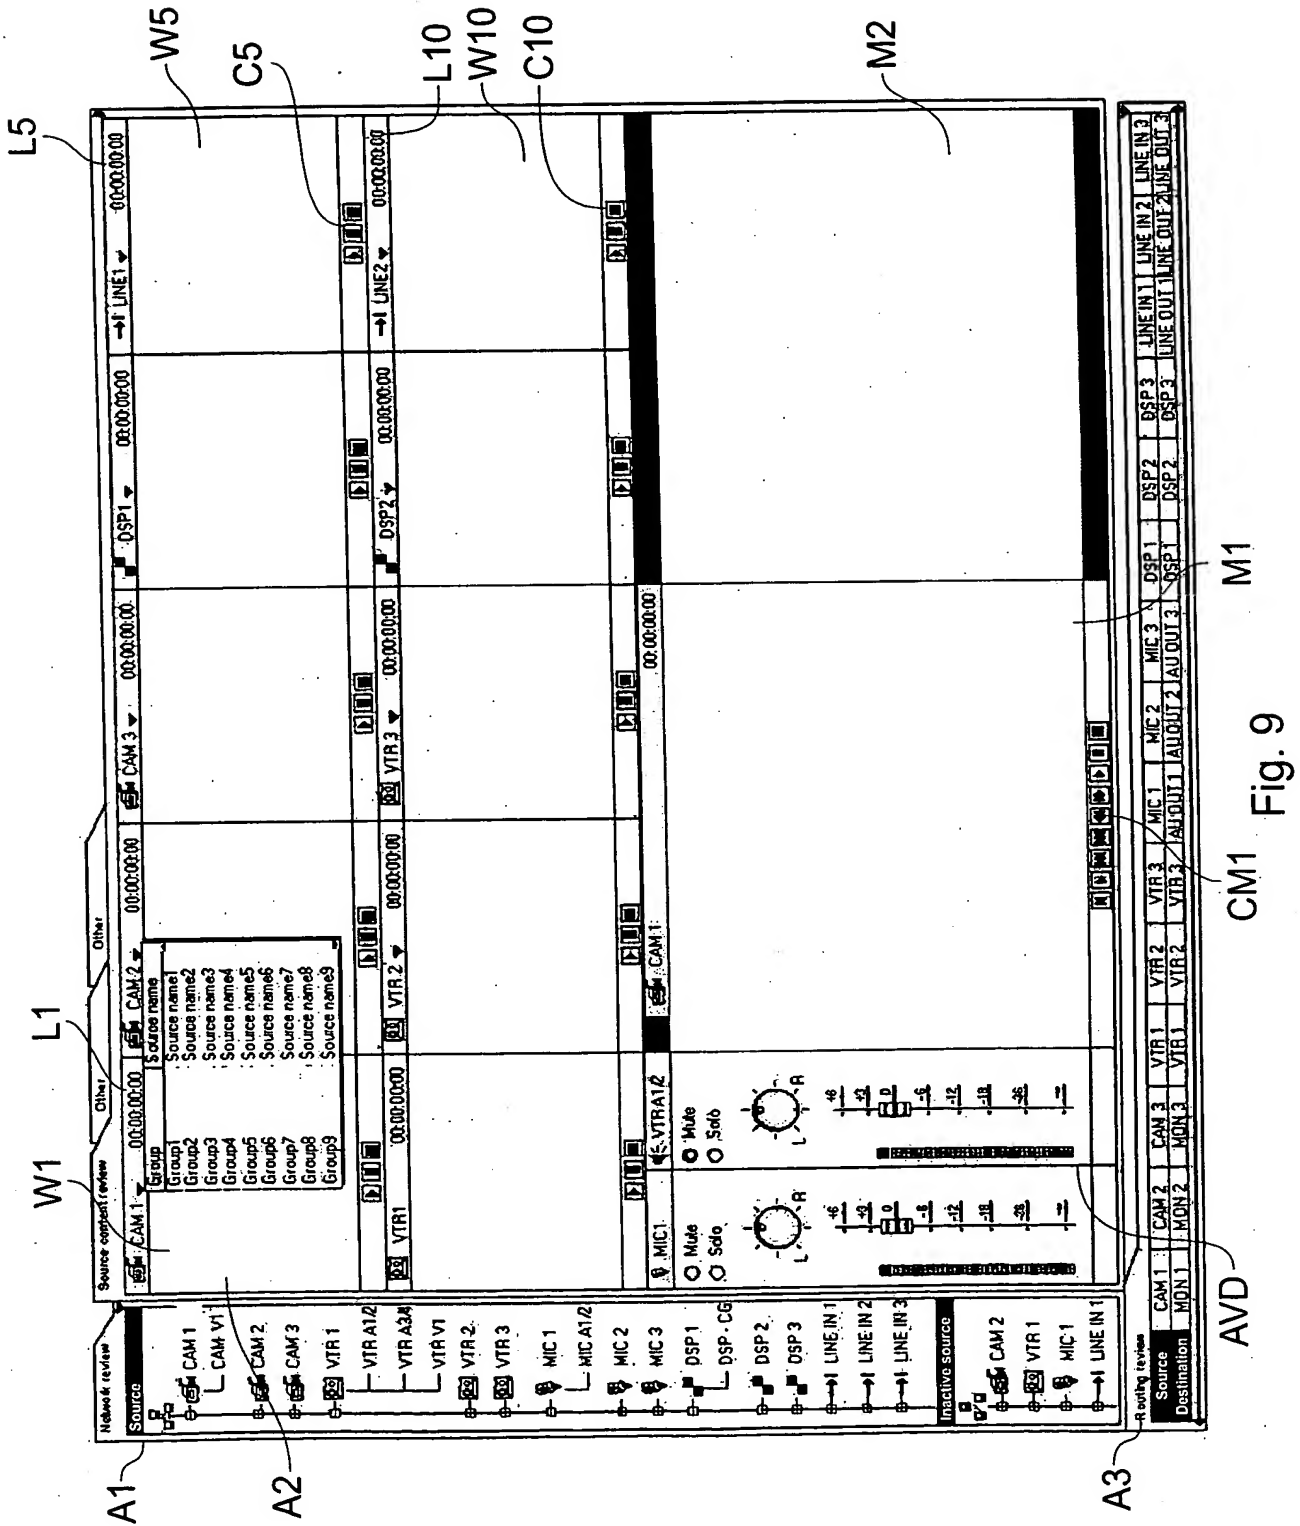 L5
W5
C5
L10
W10
C10
M2
W1
L1
A1
A2
Network review
Source content review
Other
Other
Source
CAM 1
CAM V1
CAM 2
CAM 3
VTR 1
VTR A1/2
VTR A3/4
VTR V1
VTR 2
VTR 3
MIC 1
MIC A1/2
MIC 2
MIC 3
DSP 1
DSP-CG
DSP 2
DSP 3
LINE IN 1
LINE IN 2
LINE IN 3
Inactive source
CAM 2
VTR 1
MIC 1
LINE IN 1
CAM 1 00:00:00:00
CAM 2 00:00:00:00
CAM 3 00:00:00:00
DSP1 00:00:00:00
LINE1 00:00:00:00
Group Source name
Group1 Source name1
Group2 Source name2
Group3 Source name3
Group4 Source name4
Group5 Source name5
Group6 Source name6
Group7 Source name7
Group8 Source name8
Group9 Source name9
VTR1 00:00:00:00
VTR 2 00:00:00:00
VTR 3 00:00:00:00
DSP2 00:00:00:00
LINE2 00:00:00:00
MIC1
Mute
Solo
L R
+6
+3
0
-6
-12
-18
VTR A1/2
Mute
Solo
L R
+6
+3
0
-6
-12
-18
CAM 1 00:00:00:00
Routing review
Source CAM 1 CAM 2 CAM 3 VTR 1 VTR 2 VTR 3 MIC 1 MIC 2 MIC 3 DSP 1 DSP 2 DSP 3 LINE IN 1 LINE IN 2 LINE IN 3
Destination MON 1 MON 2 MON 3 VTR 1 VTR 2 VTR 3 AU OUT 1 AU OUT 2 AU OUT 3 DSP1 DSP 2 DSP3 LINE OUT 1 LINE OUT 2 LINE OUT 3
A3
AVD
CM1
M1
Fig. 9